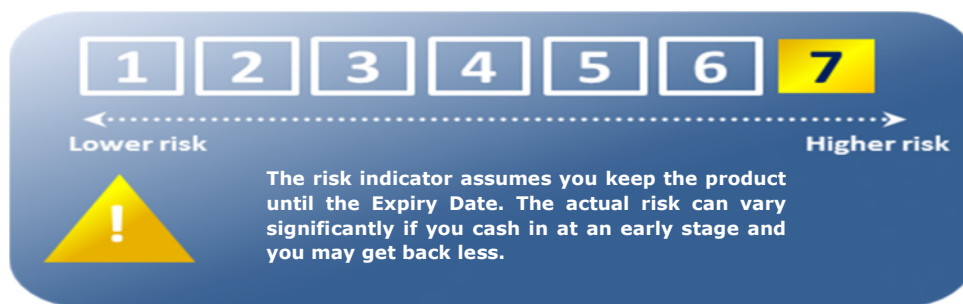 1 2 3 4 5 6 7
Lower risk Higher risk
!
The risk indicator assumes you keep the product
until the Expiry Date. The actual risk can vary
significantly if you cash in at an early stage and
you may get back less.